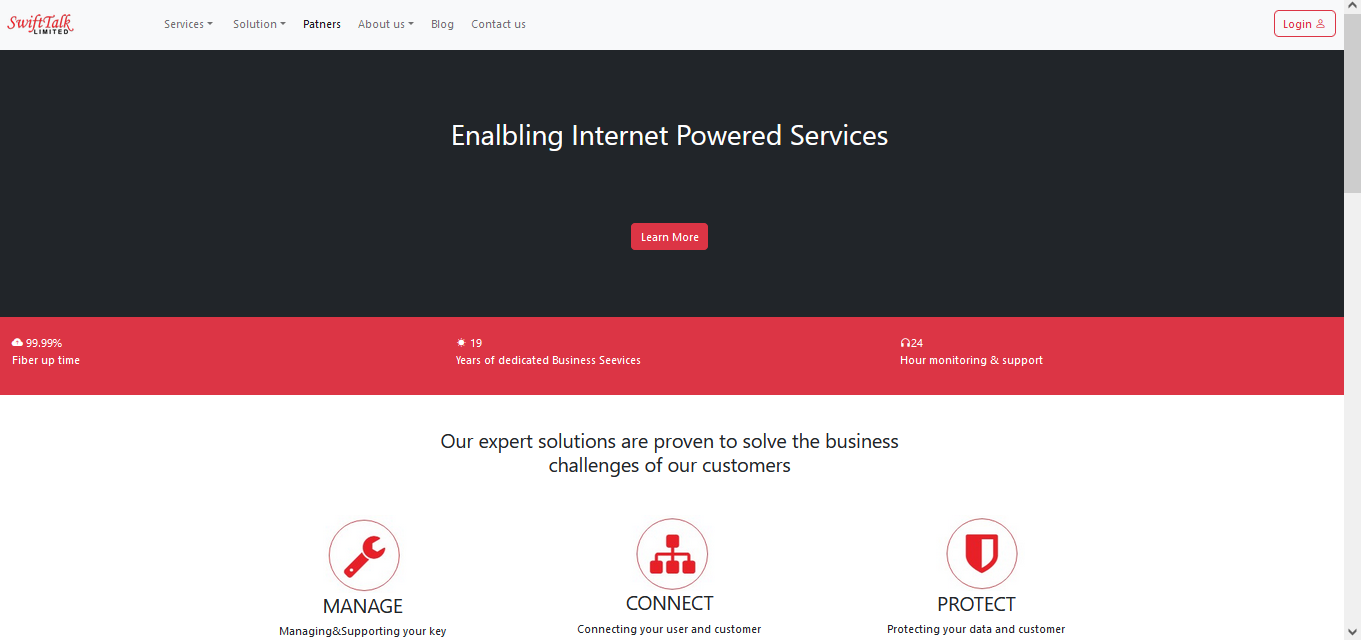 SwiftTalk
LIMITED
Services Solution Patners About us Blog Contact us Login
Enalbling Internet Powered Services
Learn More
99.99%
Fiber up time
19
Years of dedicated Business Seevices
24
Hour monitoring & support
Our expert solutions are proven to solve the business
challenges of our customers
MANAGE
Managing&Supporting your key
CONNECT
Connecting your user and customer
PROTECT
Protecting your data and customer